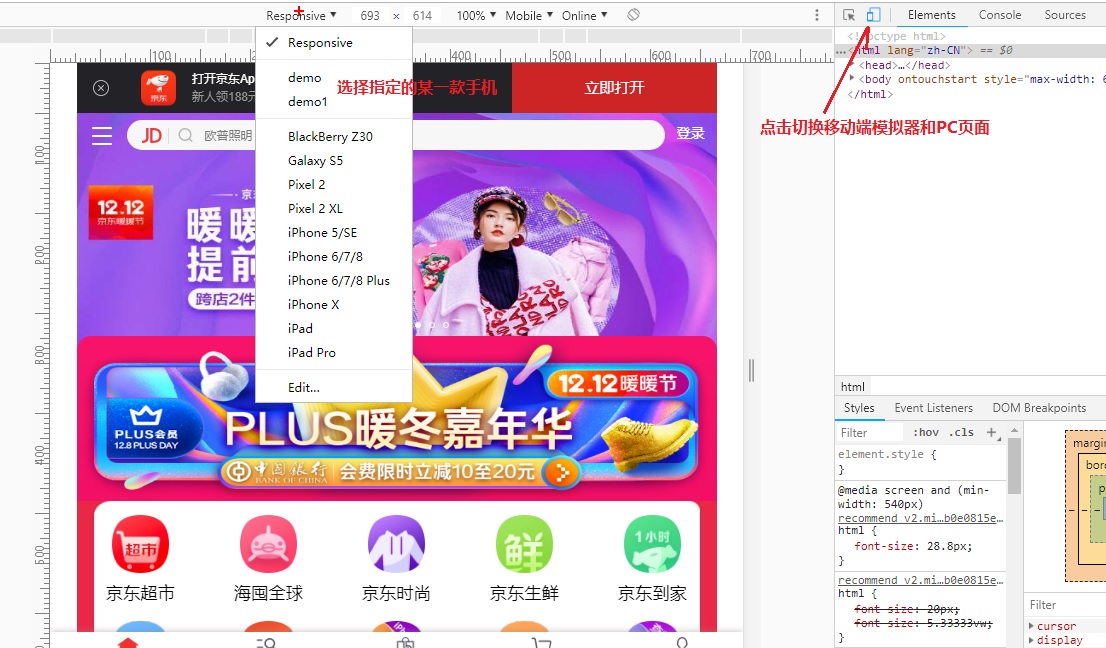 Responsive ▼ 693 × 614 100% ▼ Mobile ▼ Online ▼
Elements Console Sources
100 200 300 400 500 600 700
100
200
300
400
500
✓ Responsive
demo
demo1
BlackBerry Z30
Galaxy S5
Pixel 2
Pixel 2 XL
iPhone 5/SE
iPhone 6/7/8
iPhone 6/7/8 Plus
iPhone X
iPad
iPad Pro
Edit...
选择指定的某一款手机
点击切换移动端模拟器和PC页面
京东
打开京东Ap
新人领188元
立即打开
JD 欧普照明
登录
12.12
京东暖暖节
暖暖
提前
跨店2件
12.12暖暖节
PLUS会员
12.8 PLUS DAY
PLUS暖冬嘉年华
中国银行
BANK OF CHINA
会费限时立减10至20元
超市
鲜
1小时
京东超市 海囤全球 京东时尚 京东生鲜 京东到家
<!doctype html>
…<html lang="zh-CN"> == $0
<head>…</head>
<body ontouchstart style="max-width: 6
</html>
html
Styles Event Listeners DOM Breakpoints
Filter :hov .cls +
element.style {
}
@media screen and (min-
width: 540px)
recommend_v2.mi…b0e0815e…
html {
font-size: 28.8px;
}
recommend_v2.mi…b0e0815e…
html {
font-size: 20px;
font-size: 5.33333vw;
}
margin
Filter
cursor
display